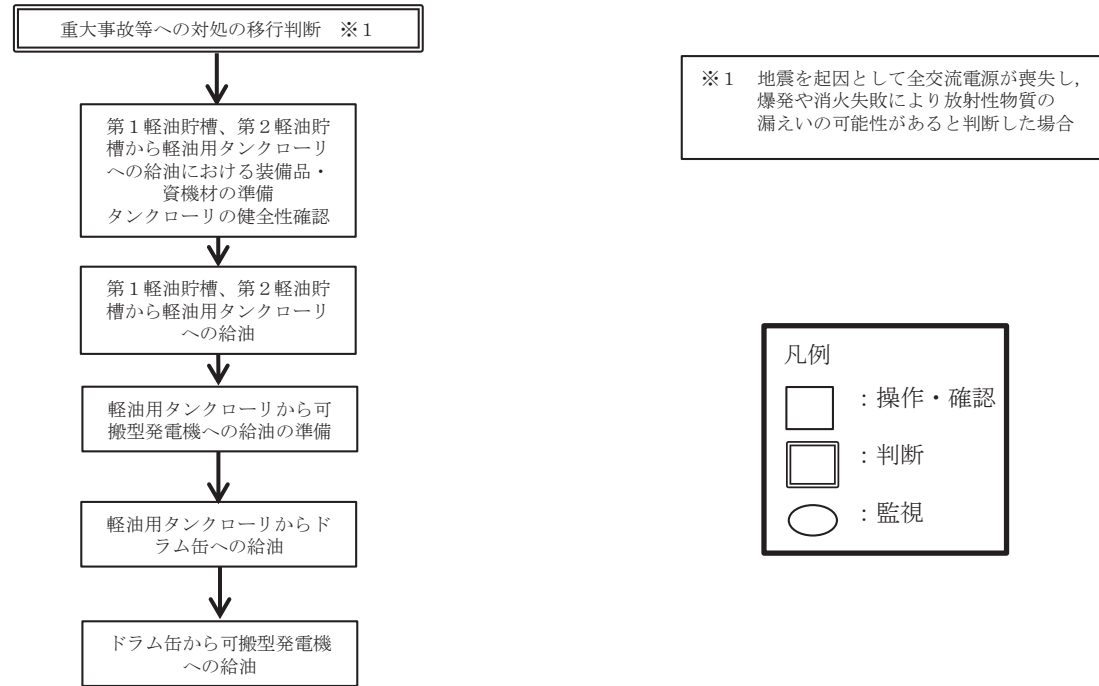 重大事故等への対処の移行判断　※１
第１軽油貯槽、第２軽油貯
槽から軽油用タンクローリ
への給油における装備品・
資機材の準備
タンクローリの健全性確認
第１軽油貯槽、第２軽油貯
槽から軽油用タンクローリ
への給油
軽油用タンクローリから可
搬型発電機への給油の準備
軽油用タンクローリからド
ラム缶への給油
ドラム缶から可搬型発電機
への給油
※１　地震を起因として全交流電源が喪失し，
爆発や消火失敗により放射性物質の
漏えいの可能性があると判断した場合
凡例
：操作・確認
：判断
：監視